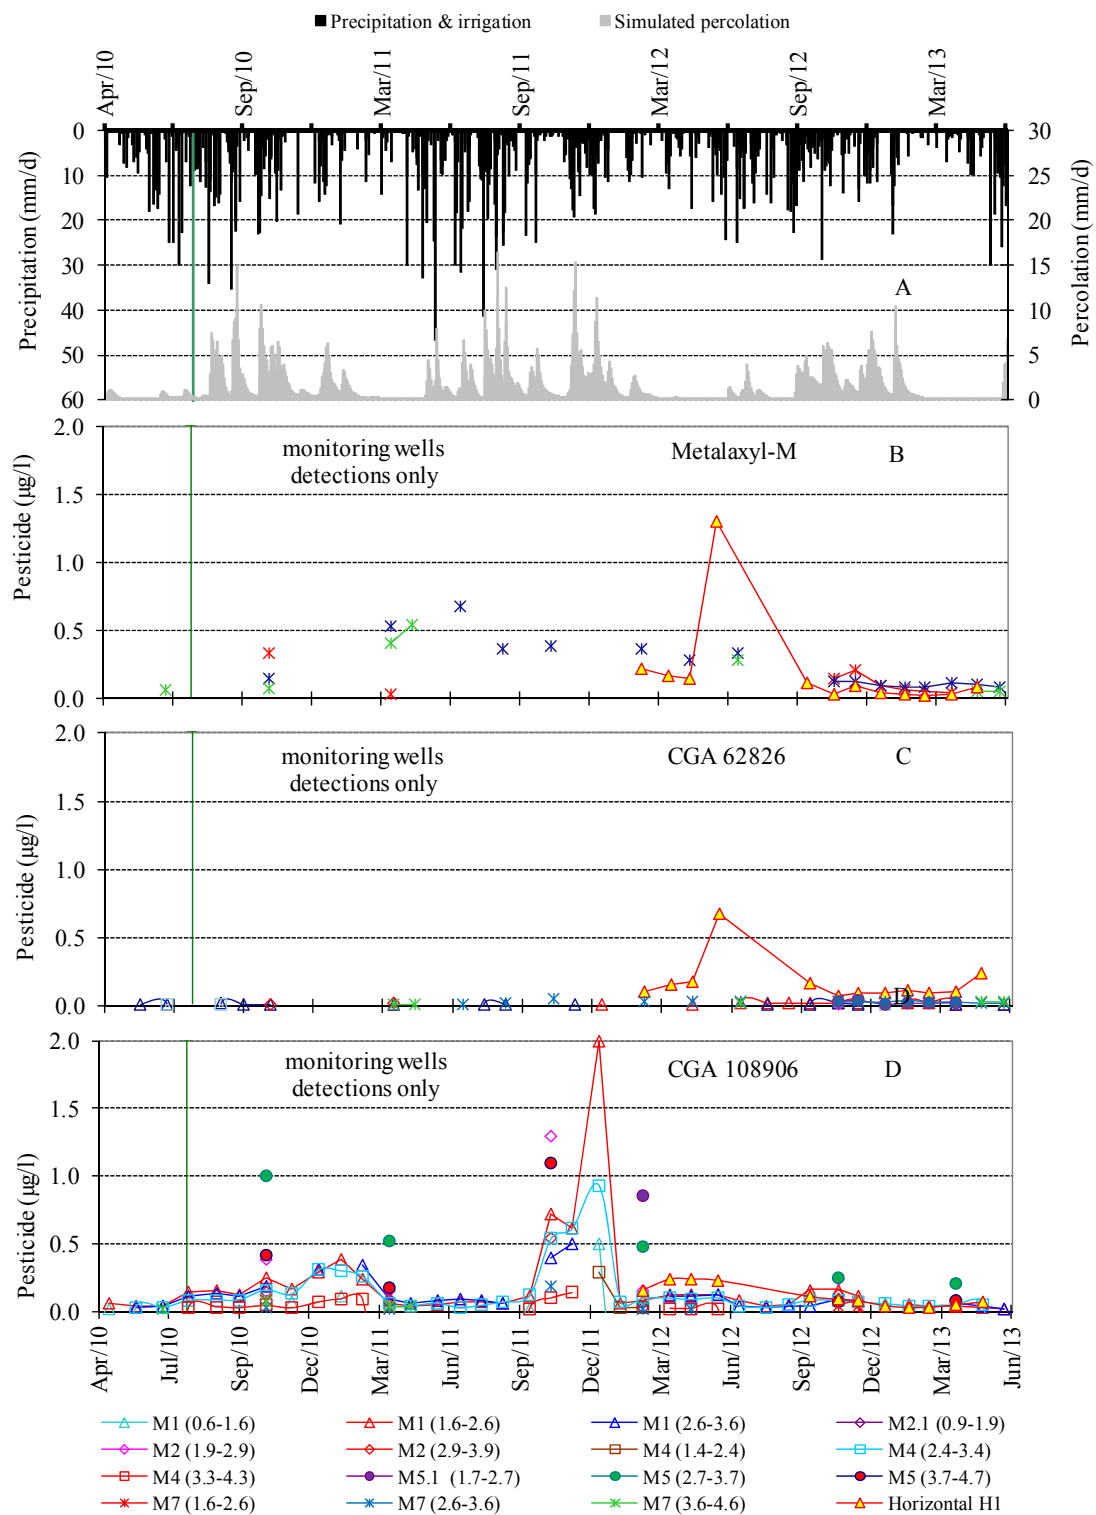 Precipitation & irrigation Simulated percolation
Apr/10 Sep/10 Mar/11 Sep/11 Mar/12 Sep/12 Mar/13
Precipitation (mm/d)
0
10
20
30
40
50
60
A
30
25
20
15
10
5
0
Percolation (mm/d)
Pesticide (µg/l)
2.0
1.5
1.0
0.5
0.0
monitoring wells
detections only
Metalaxyl-M
B
Pesticide (µg/l)
2.0
1.5
1.0
0.5
0.0
monitoring wells
detections only
CGA 62826
C
D
Pesticide (µg/l)
2.0
1.5
1.0
0.5
0.0
monitoring wells
detections only
CGA 108906
D
Apr/10 Jul/10 Sep/10 Dec/10 Mar/11 Jun/11 Sep/11 Dec/11 Mar/12 Jun/12 Sep/12 Dec/12 Mar/13 Jun/13
M1 (0.6-1.6) M1 (1.6-2.6) M1 (2.6-3.6) M2.1 (0.9-1.9)
M2 (1.9-2.9) M2 (2.9-3.9) M4 (1.4-2.4) M4 (2.4-3.4)
M4 (3.3-4.3) M5.1 (1.7-2.7) M5 (2.7-3.7) M5 (3.7-4.7)
M7 (1.6-2.6) M7 (2.6-3.6) M7 (3.6-4.6) Horizontal H1